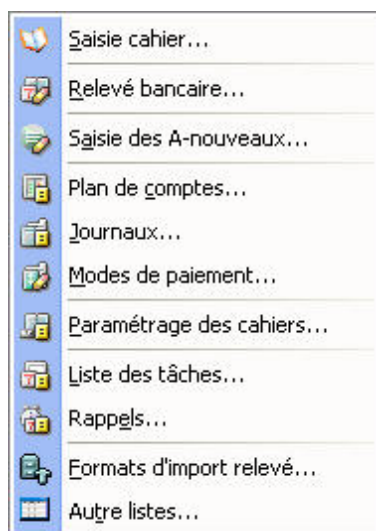 Saisie cahier...
Relevé bancaire...
Saisie des A-nouveaux...
Plan de comptes...
Journaux...
Modes de paiement...
Paramétrage des cahiers...
Liste des tâches...
Rappels...
Formats d'import relevé...
Autre listes...